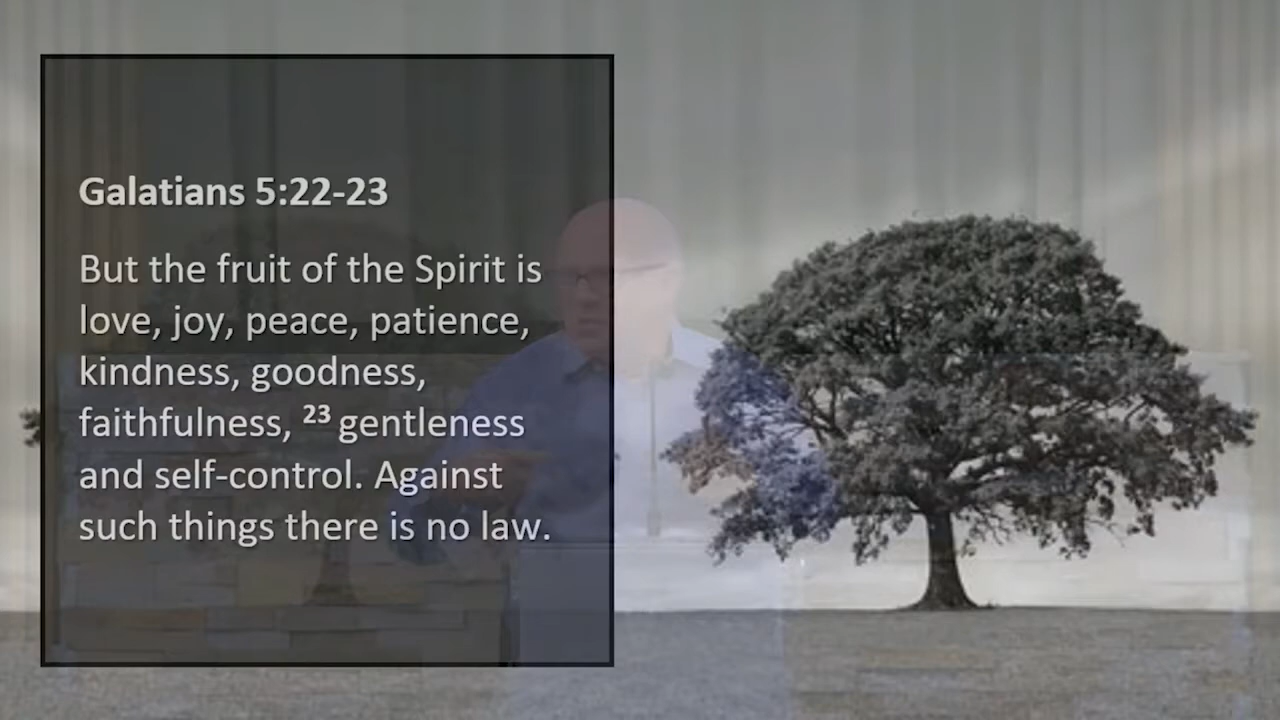 Galatians 5:22-23
But the fruit of the Spirit is
love, joy, peace, patience,
kindness, goodness,
faithfulness, ²³ gentleness
and self-control. Against
such things there is no law.